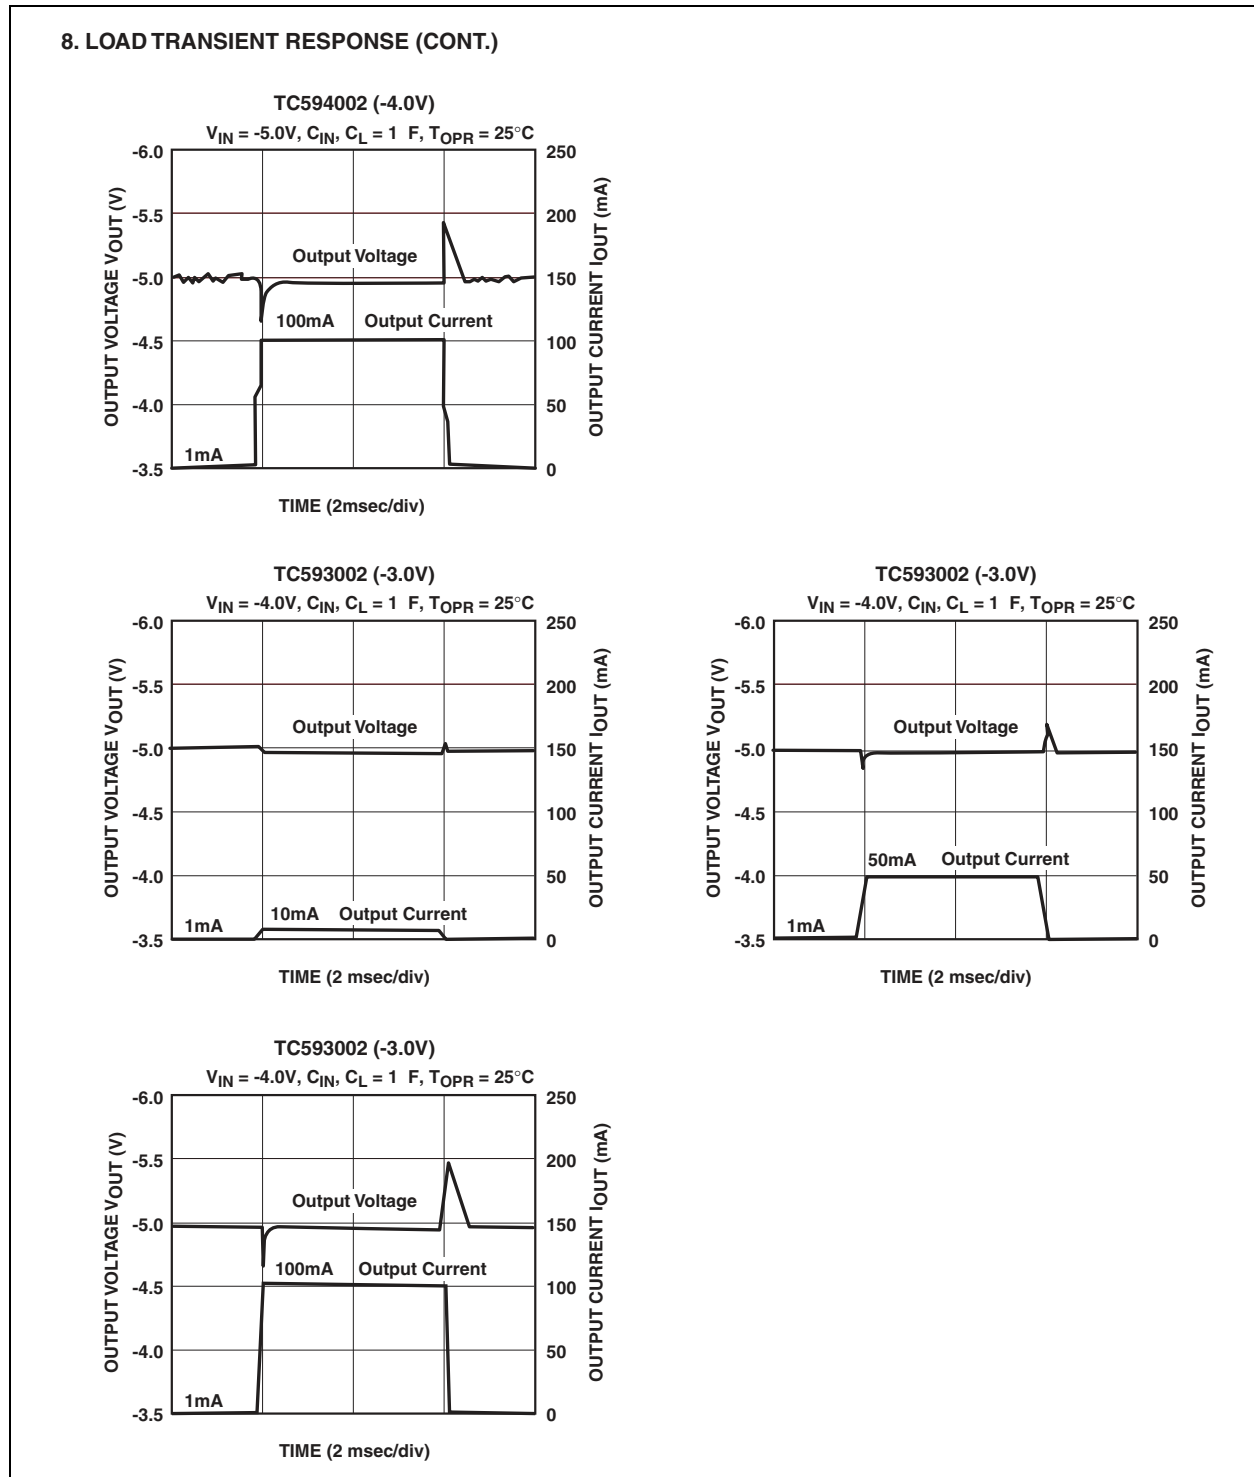 8. LOAD TRANSIENT RESPONSE (CONT.)
TC594002 (-4.0V)
VIN = -5.0V, CIN, CL = 1 F, TOPR = 25°C
OUTPUT VOLTAGE VOUT (V)
-6.0
-5.5
-5.0
-4.5
-4.0
-3.5
250
200
150
100
50
0
OUTPUT CURRENT IOUT (mA)
Output Voltage
100mA Output Current
1mA
TIME (2msec/div)
TC593002 (-3.0V)
VIN = -4.0V, CIN, CL = 1 F, TOPR = 25°C
OUTPUT VOLTAGE VOUT (V)
-6.0
-5.5
-5.0
-4.5
-4.0
-3.5
250
200
150
100
50
0
OUTPUT CURRENT IOUT (mA)
Output Voltage
10mA Output Current
1mA
TIME (2 msec/div)
TC593002 (-3.0V)
VIN = -4.0V, CIN, CL = 1 F, TOPR = 25°C
OUTPUT VOLTAGE VOUT (V)
-6.0
-5.5
-5.0
-4.5
-4.0
-3.5
250
200
150
100
50
0
OUTPUT CURRENT IOUT (mA)
Output Voltage
50mA Output Current
1mA
TIME (2 msec/div)
TC593002 (-3.0V)
VIN = -4.0V, CIN, CL = 1 F, TOPR = 25°C
OUTPUT VOLTAGE VOUT (V)
-6.0
-5.5
-5.0
-4.5
-4.0
-3.5
250
200
150
100
50
0
OUTPUT CURRENT IOUT (mA)
Output Voltage
100mA Output Current
1mA
TIME (2 msec/div)